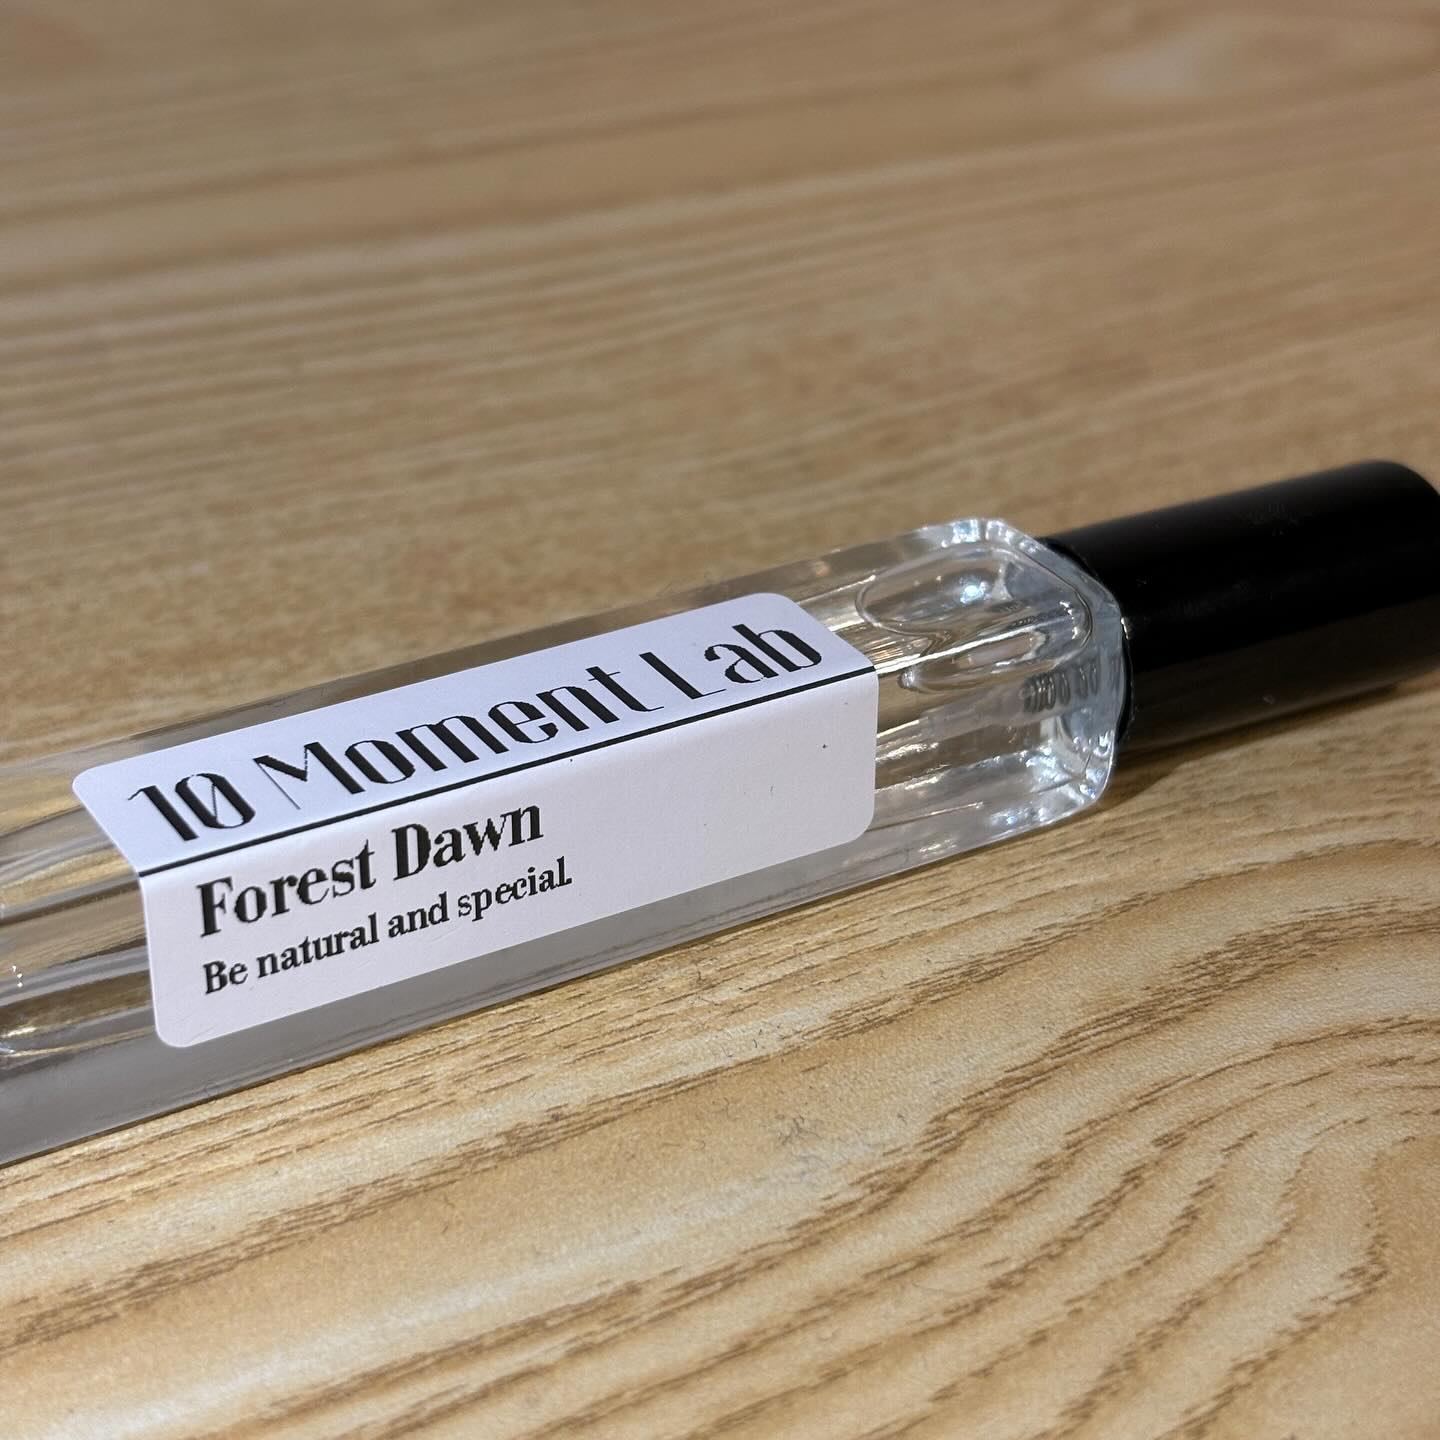 10 Moment Lab
Forest Dawn
Be natural and special.